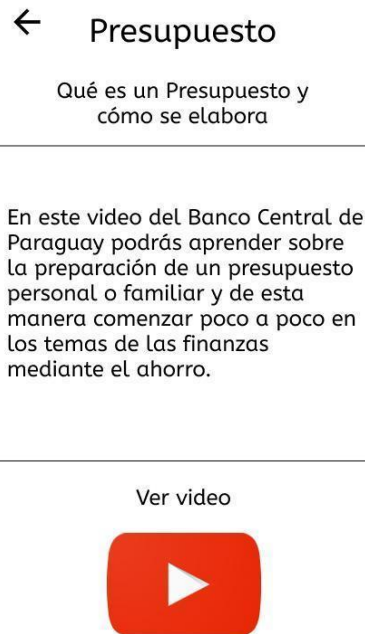 Presupuesto
Qué es un Presupuesto y
cómo se elabora
En este video del Banco Central de
Paraguay podrás aprender sobre
la preparación de un presupuesto
personal o familiar y de esta
manera comenzar poco a poco en
los temas de las finanzas
mediante el ahorro.
Ver video